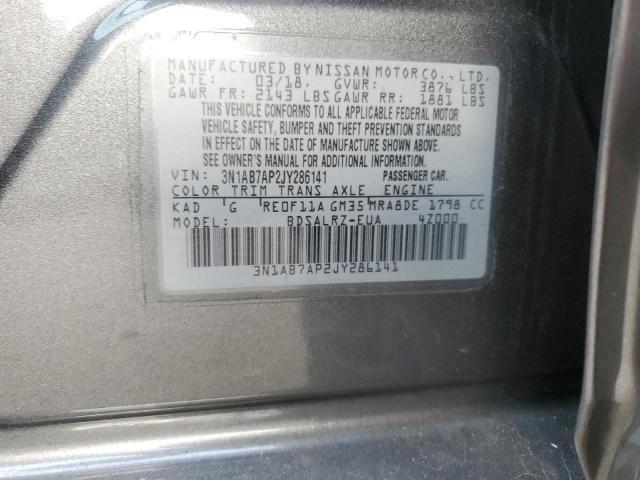 MANUFACTURED BY NISSAN MOTOR CO., LTD.
DATE: 03/18. GVWR: 3876 LBS
GAWR FR: 2143 LBS GAWR RR: 1881 LBS
THIS VEHICLE CONFORMS TO ALL APPLICABLE FEDERAL MOTOR
VEHICLE SAFETY, BUMPER AND THEFT PREVENTION STANDARDS
IN EFFECT ON THE DATE OF MANUFACTURE SHOWN ABOVE.
SEE OWNER'S MANUAL FOR ADDITIONAL INFORMATION.
VIN: 3N1AB7AP2JY286141 PASSENGER CAR.
COLOR TRIM TRANS AXLE ENGINE
KAD G RE0F11A GM35 MRA8DE 1798 CC
MODEL: BDSALRZ-EUA 4Z000
3N1AB7AP2JY286141